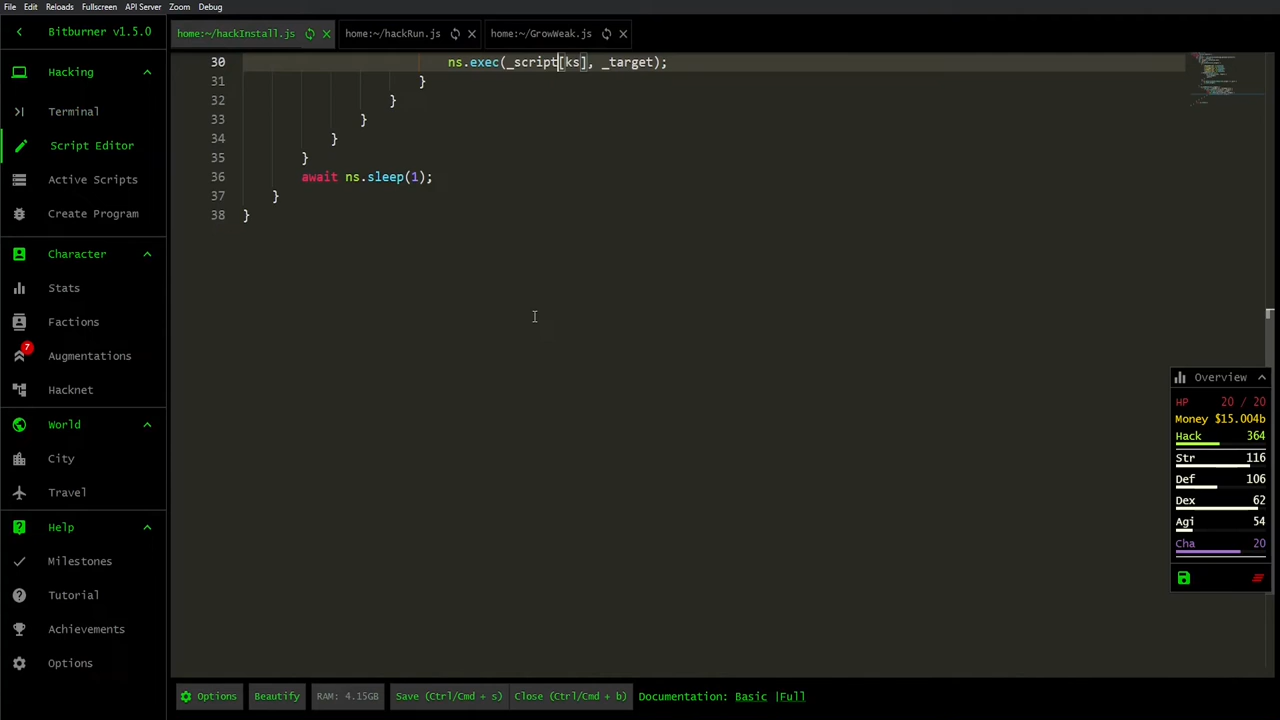 File Edit Reloads Fullscreen API Server Zoom Debug
Bitburner v1.5.0
Hacking
Terminal
Script Editor
Active Scripts
Create Program
Character
Stats
Factions
7
Augmentations
Hacknet
World
City
Travel
Help
Milestones
Tutorial
Achievements
Options
home:~/hackInstall.js home:~/hackRun.js home:~/GrowWeak.js
30 ns.exec(_script[ks], _target);
31 }
32 }
33 }
34 }
35 }
36 await ns.sleep(1);
37 }
38 }
Overview
HP 20 / 20
Money $15.004b
Hack 364
Str 116
Def 106
Dex 62
Agi 54
Cha 20
Options Beautify RAM: 4.15GB Save (Ctrl/Cmd + s) Close (Ctrl/Cmd + b) Documentation: Basic |Full